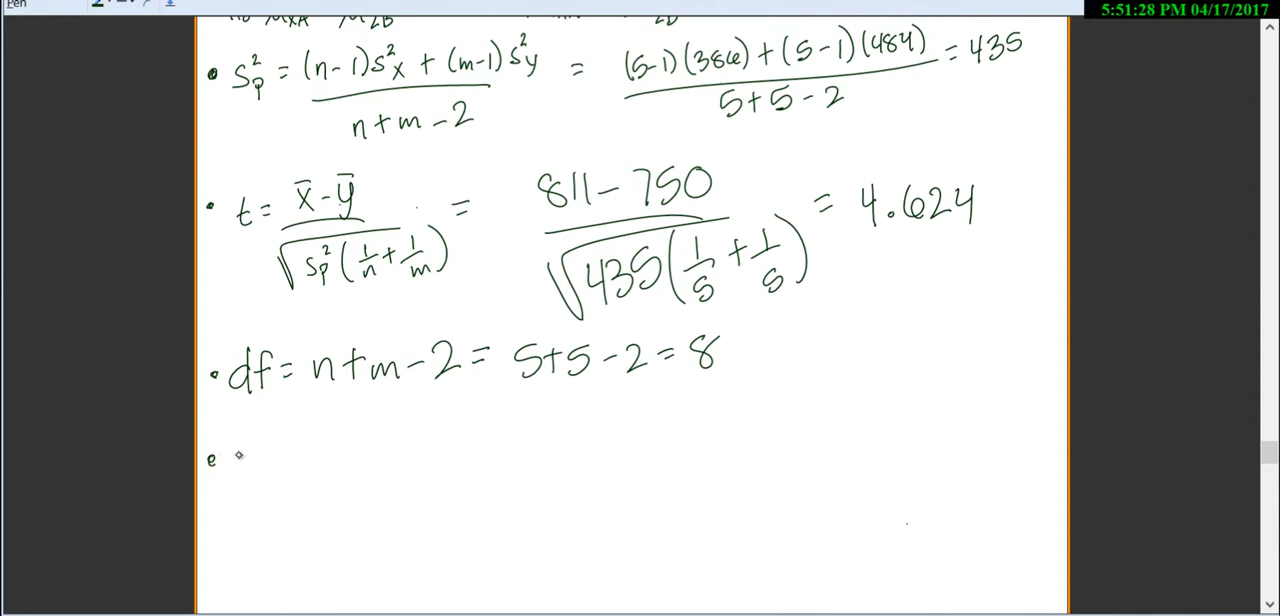 Pen
5:51:28 PM 04/17/2017
• S²p = (n-1)S²x + (m-1)S²y / n+m-2 = (5-1)(386)+(5-1)(484) / 5+5-2 = 435
• t = x̄-ȳ / √(S²p(1/n+1/m)) = 811-750 / √(435(1/5+1/5)) = 4.624
• df = n+m-2 = 5+5-2 = 8